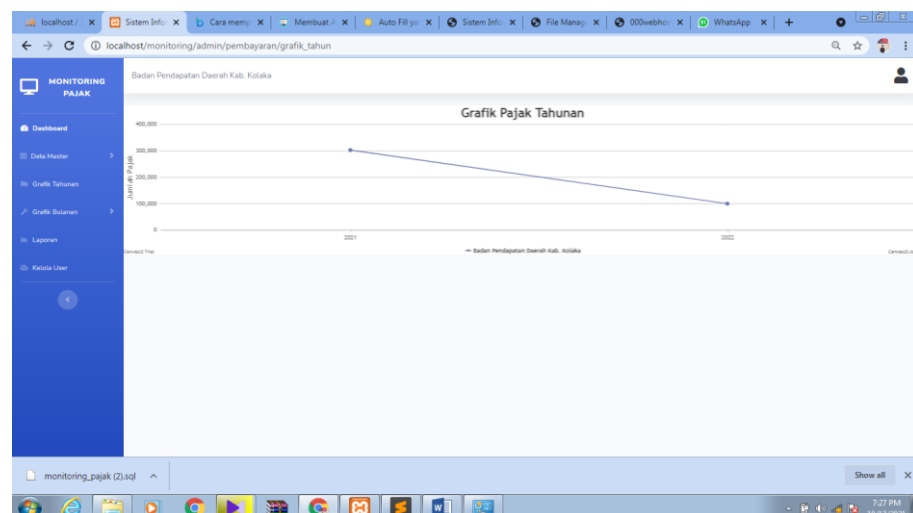 localhost /
Sistem Info
Cara memp
Membuat
Auto Fill yo
Sistem Info
File Manag
000webhos
WhatsApp
localhost/monitoring/admin/pembayaran/grafik_tahun
MONITORING
PAJAK
Badan Pendapatan Daerah Kab. Kolaka
Dashboard
Data Master
Grafik Tahunan
Grafik Bulanan
Laporan
Kelola User
Grafik Pajak Tahunan
Jumlah Pajak
400,000
300,000
200,000
100,000
0
2021
2022
CanvasJS Trial
Badan Pendapatan Daerah Kab. Kolaka
monitoring_pajak (2).sql
Show all
7:27 PM